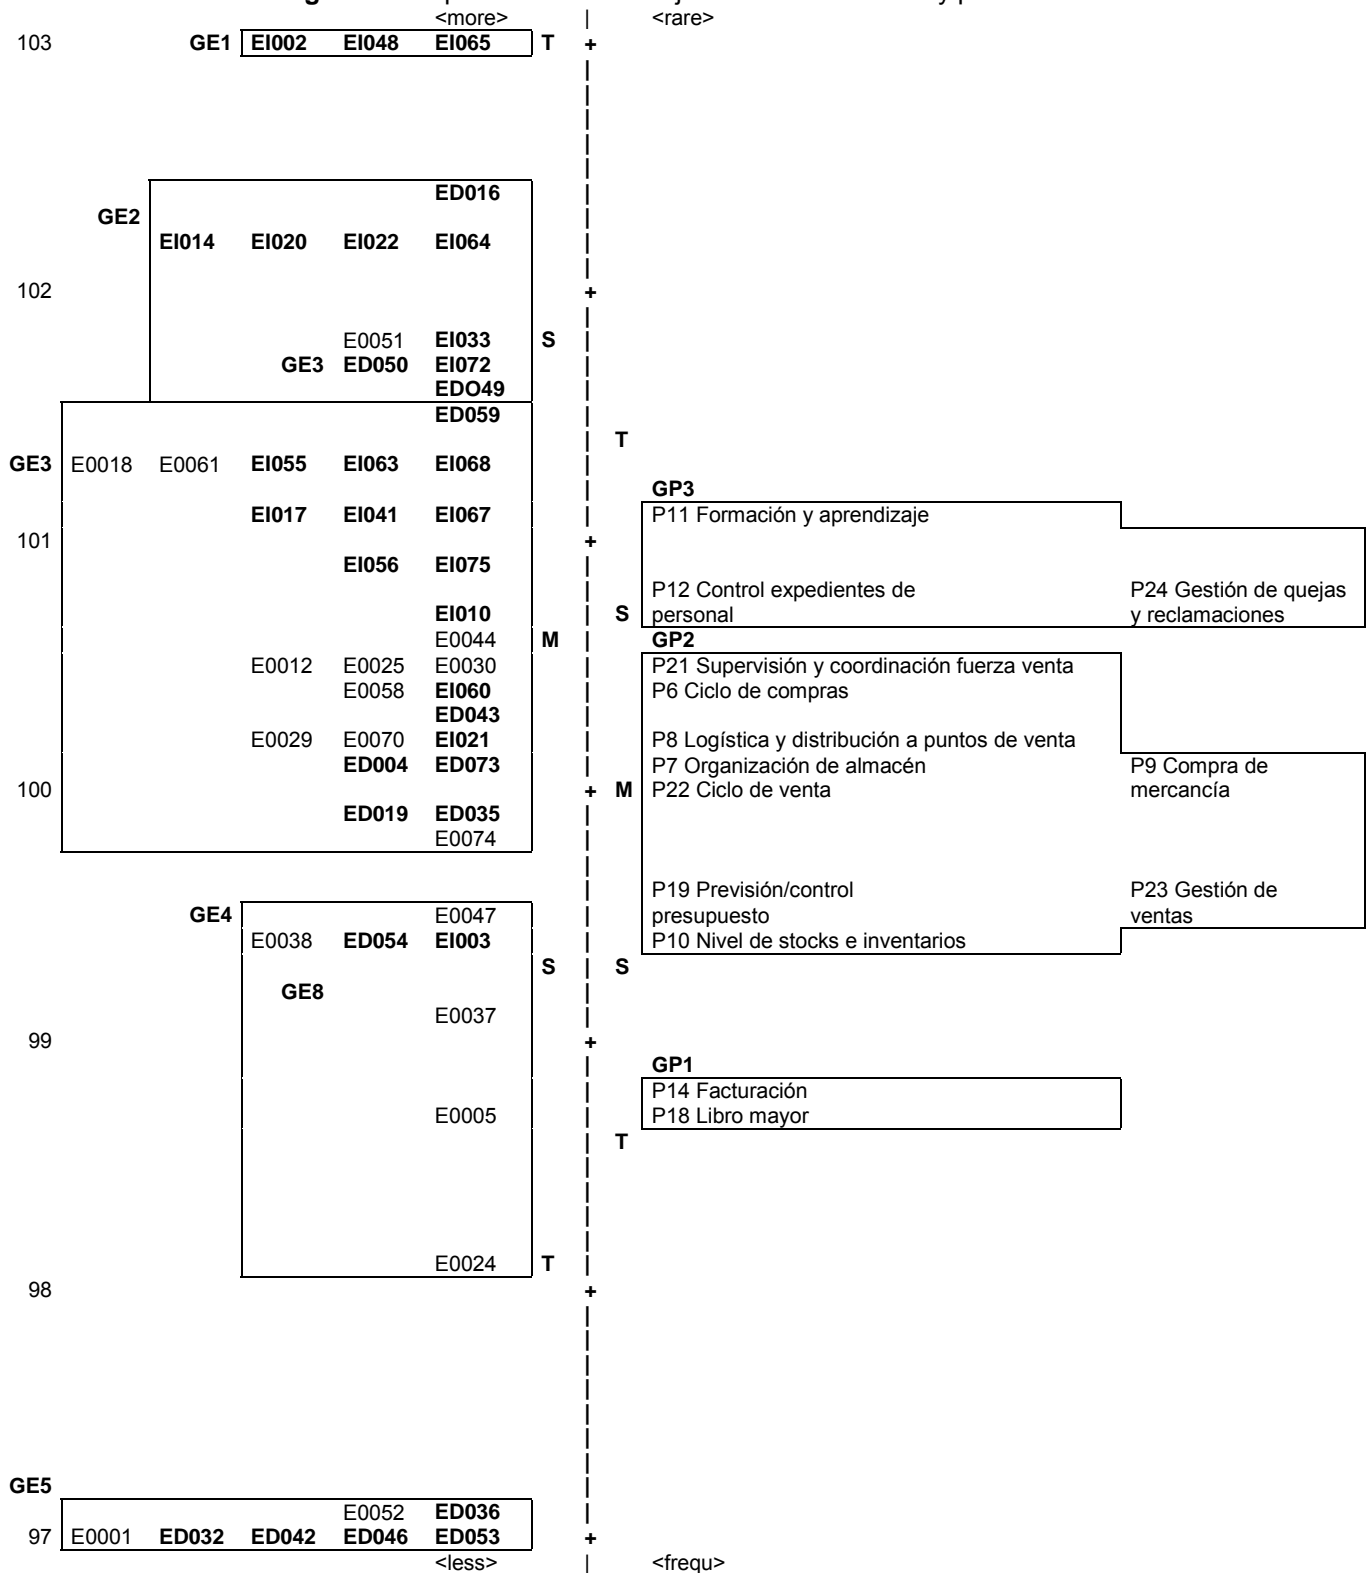 <more> | <rare>
103 GE1 EI002 EI048 EI065 T +
ED016
GE2
EI014 EI020 EI022 EI064
102 +
E0051 EI033 S
GE3 ED050 EI072
EDO49
ED059
T
GE3 E0018 E0061 EI055 EI063 EI068
GP3
EI017 EI041 EI067 P11 Formación y aprendizaje
101 +
EI056 EI075
P12 Control expedientes de P24 Gestión de quejas
EI010 S personal y reclamaciones
E0044 M GP2
E0012 E0025 E0030 P21 Supervisión y coordinación fuerza venta
E0058 EI060 P6 Ciclo de compras
ED043
E0029 E0070 EI021 P8 Logística y distribución a puntos de venta
ED004 ED073 P7 Organización de almacén P9 Compra de
100 + M P22 Ciclo de venta mercancía
ED019 ED035
E0074
P19 Previsión/control P23 Gestión de
GE4 E0047 presupuesto ventas
E0038 ED054 EI003 P10 Nivel de stocks e inventarios
S S
GE8
E0037
99 +
GP1
P14 Facturación
E0005 P18 Libro mayor
T
E0024 T
98 +
GE5
E0052 ED036
97 E0001 ED032 ED042 ED046 ED053 +
<less> | <frequ>